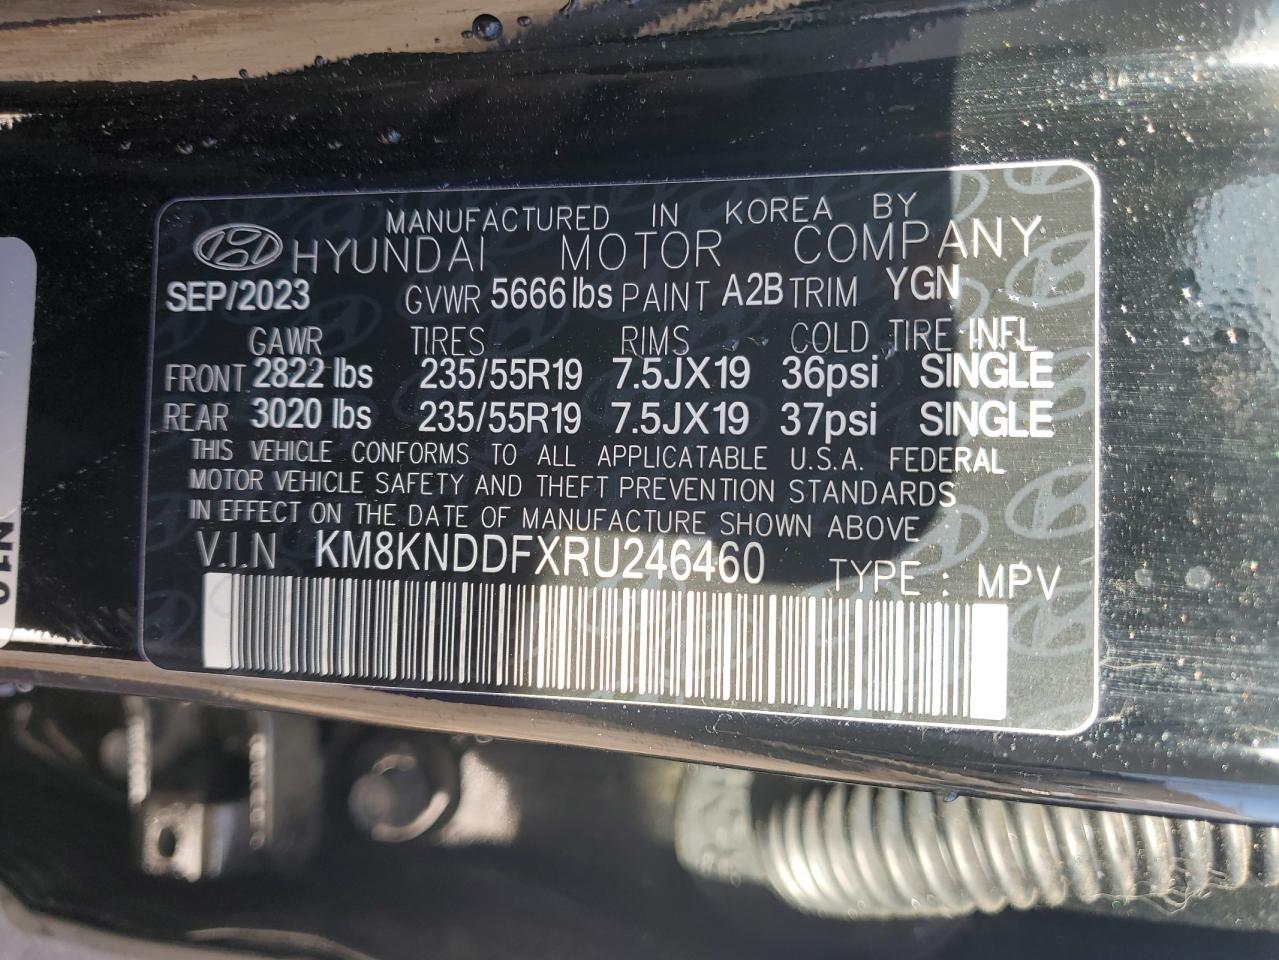 MANUFACTURED IN KOREA BY
HYUNDAI MOTOR COMPANY
SEP/2023 GVWR 5666 lbs PAINT A2B TRIM YGN
GAWR TIRES RIMS COLD TIRE INFL
FRONT 2822 lbs 235/55R19 7.5JX19 36psi SINGLE
REAR 3020 lbs 235/55R19 7.5JX19 37psi SINGLE
THIS VEHICLE CONFORMS TO ALL APPLICATABLE U.S.A. FEDERAL
MOTOR VEHICLE SAFETY AND THEFT PREVENTION STANDARDS
IN EFFECT ON THE DATE OF MANUFACTURE SHOWN ABOVE
V.I.N KM8KNDDFXRU246460 TYPE : MPV